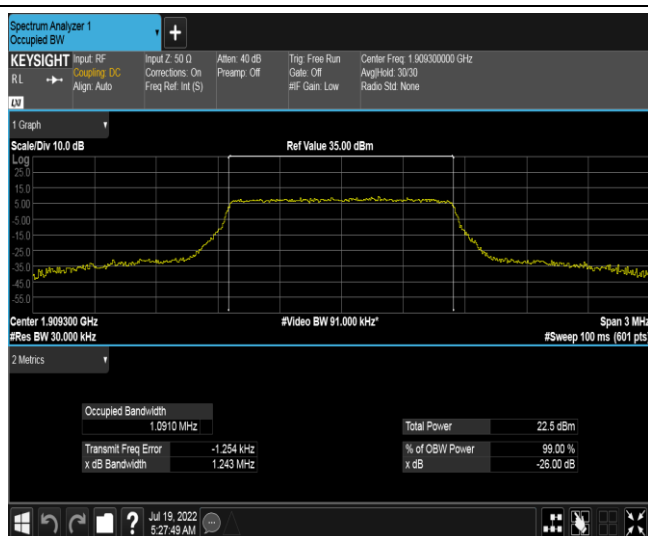 Spectrum Analyzer 1
Occupied BW
+
KEYSIGHT Input: RF Input Z: 50 Ω Atten: 40 dB Trig: Free Run Center Freq: 1.909300000 GHz
RL Coupling: DC Corrections: On Preamp: Off Gate: Off Avg|Hold: 30/30
Align: Auto Freq Ref: Int (S) #IF Gain: Low Radio Std: None
LXI
1 Graph
Scale/Div 10.0 dB Ref Value 35.00 dBm
Log
25.0
15.0
5.00
-5.00
-15.0
-25.0
-35.0
-45.0
-55.0
Center 1.909300 GHz #Video BW 91.000 kHz* Span 3 MHz
#Res BW 30.000 kHz #Sweep 100 ms (601 pts)
2 Metrics
Occupied Bandwidth
1.0910 MHz Total Power 22.5 dBm
Transmit Freq Error -1.254 kHz % of OBW Power 99.00 %
x dB Bandwidth 1.243 MHz x dB -26.00 dB
? Jul 19, 2022
5:27:49 AM